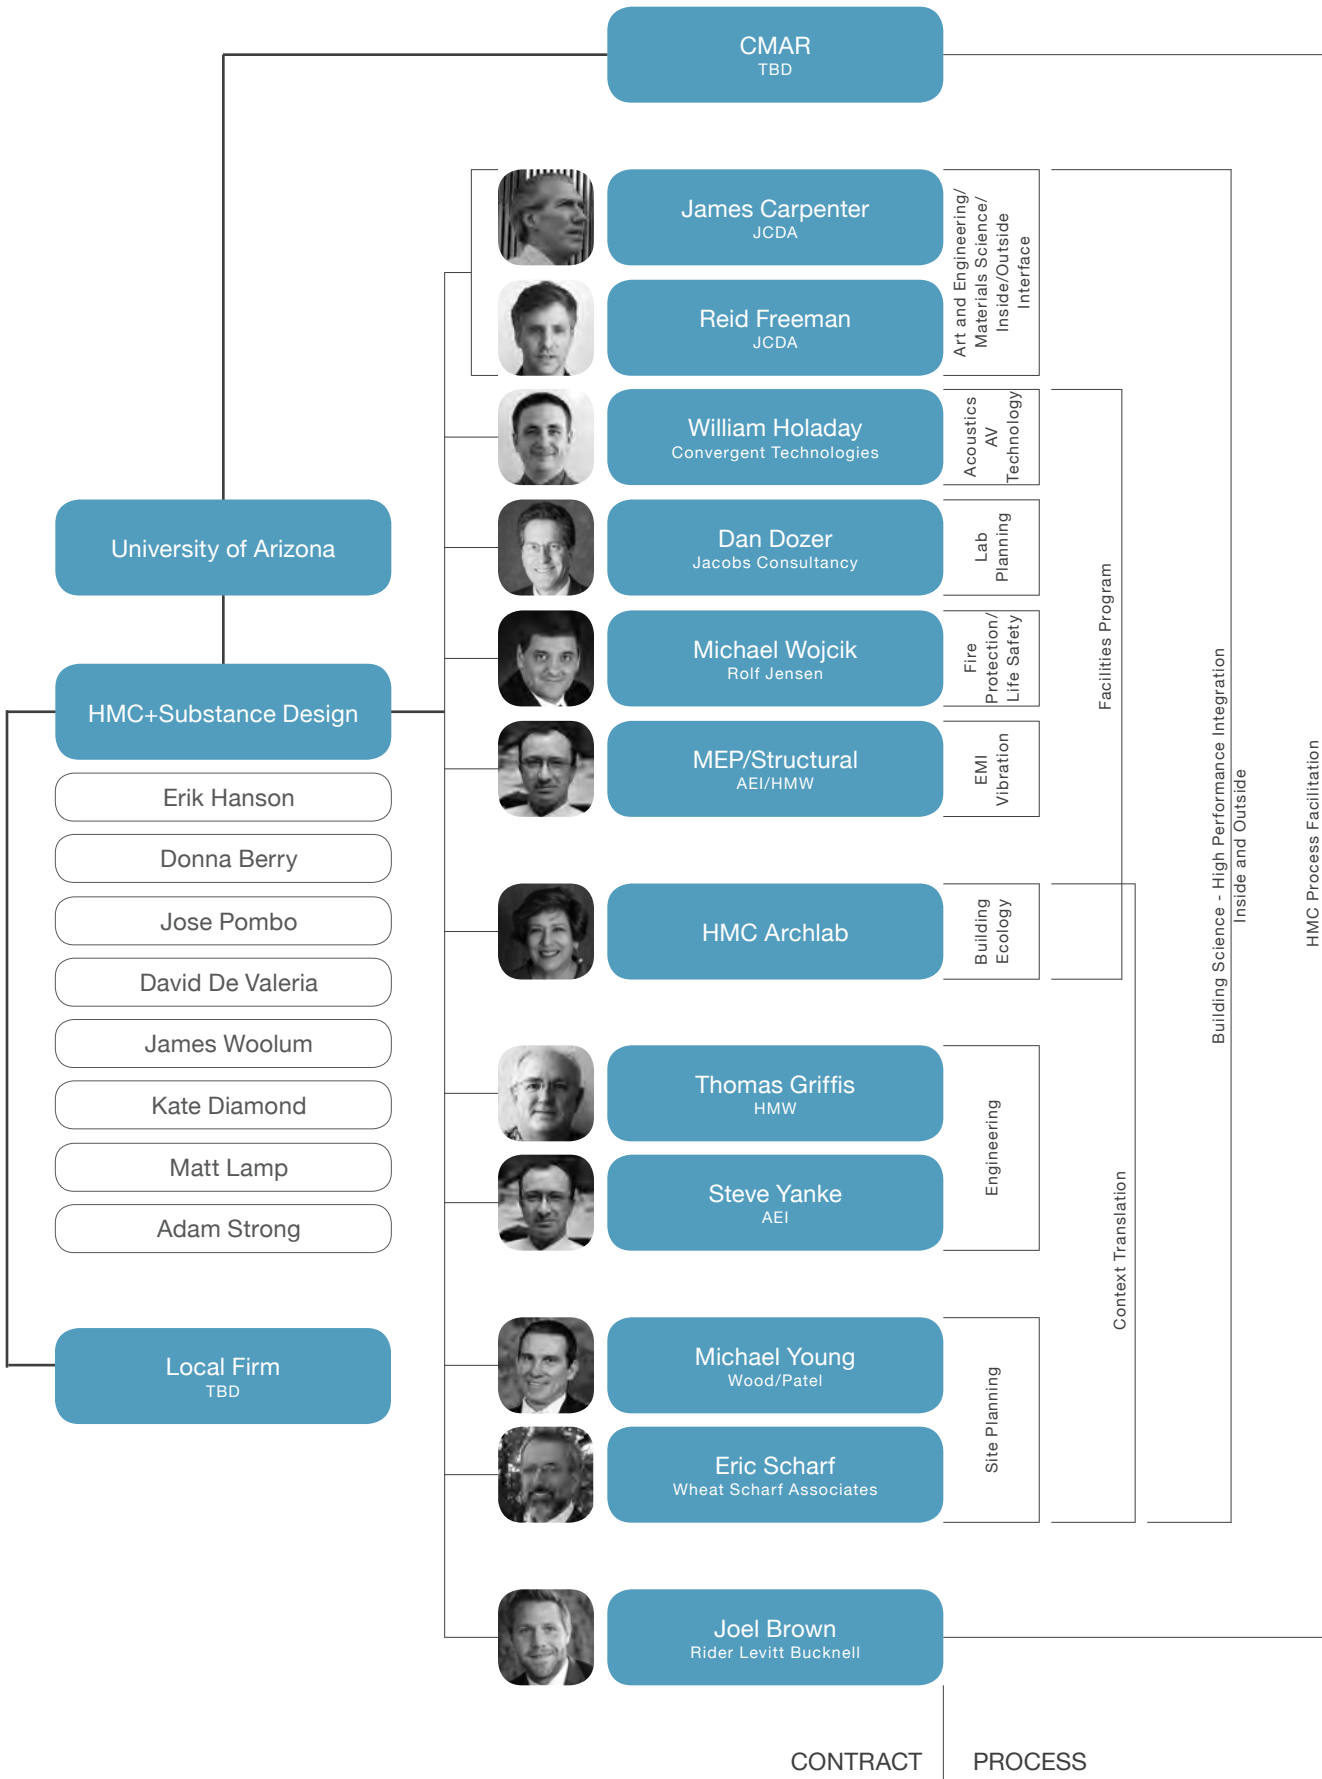 CMAR
TBD
James Carpenter
JCDA
Art and Engineering/
Materials Science/
Inside/Outside
Interface
Reid Freeman
JCDA
William Holaday
Convergent Technologies
Acoustics
AV
Technology
University of Arizona
Dan Dozer
Jacobs Consultancy
Lab
Planning
Michael Wojcik
Rolf Jensen
Fire
Protection/
Life Safety
Facilities Program
HMC+Substance Design
MEP/Structural
AEI/HMW
EMI
Vibration
Erik Hanson
Donna Berry
Jose Pombo
David De Valeria
James Woolum
Kate Diamond
Matt Lamp
Adam Strong
HMC Archlab
Building
Ecology
Building Science - High Performance Integration
Inside and Outside
HMC Process Facilitation
Thomas Griffis
HMW
Engineering
Steve Yanke
AEI
Context Translation
Local Firm
TBD
Michael Young
Wood/Patel
Site Planning
Eric Scharf
Wheat Scharf Associates
Joel Brown
Rider Levitt Bucknell
CONTRACT
PROCESS